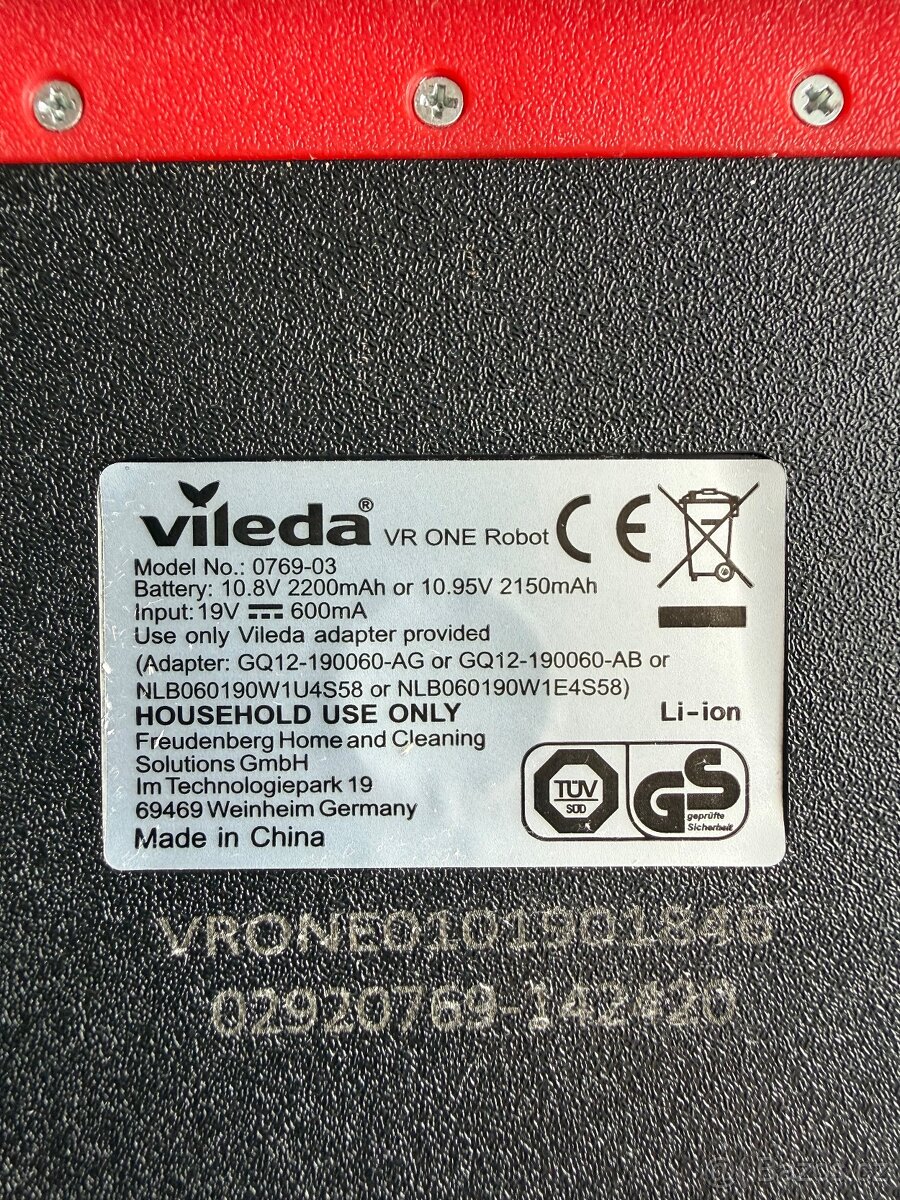 vileda® VR ONE Robot CE
Model No.: 0769-03
Battery: 10.8V 2200mAh or 10.95V 2150mAh
Input: 19V 600mA
Use only Vileda adapter provided
(Adapter: GQ12-190060-AG or GQ12-190060-AB or
NLB060190W1U4S58 or NLB060190W1E4S58)
HOUSEHOLD USE ONLY
Li-ion
Freudenberg Home and Cleaning
Solutions GmbH
Im Technologiepark 19
69469 Weinheim Germany
Made in China
TÜV
SÜD
GS
geprüfte
Sicherheit
VRONE0101901846
02920769-142420